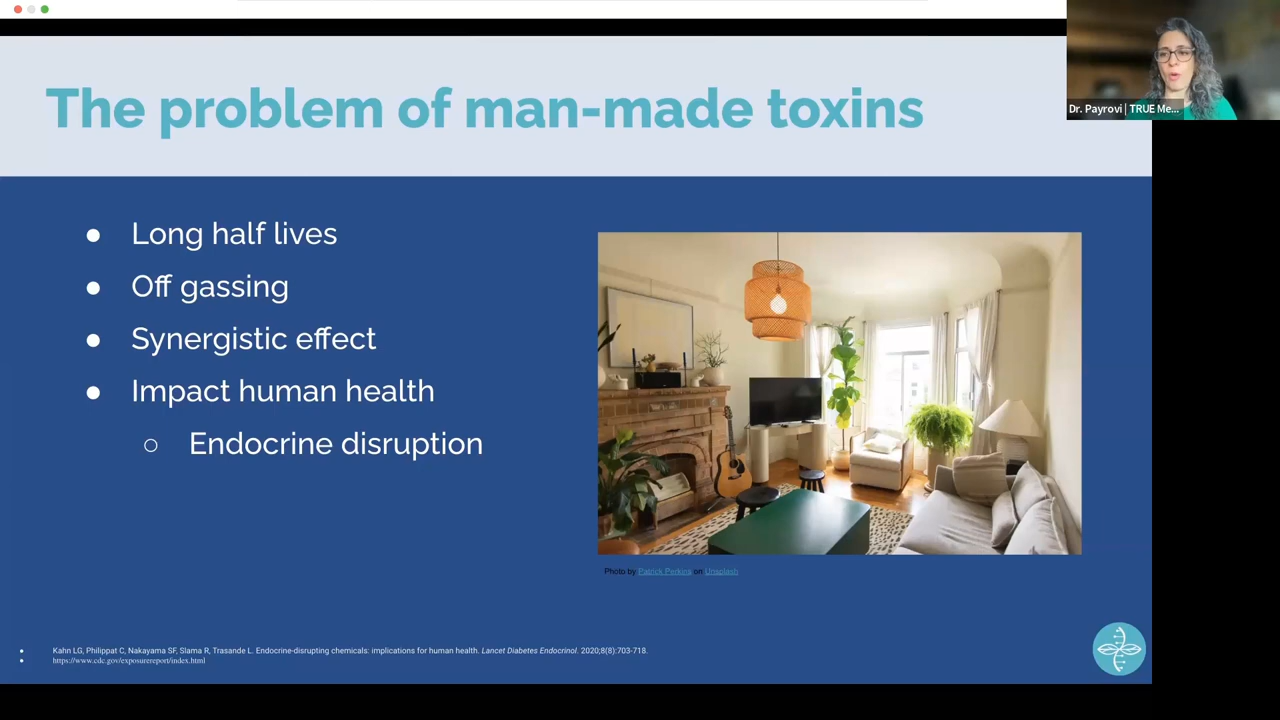 The problem of man-made toxins
Dr. Payrovi | TRUE Me...
● Long half lives
● Off gassing
● Synergistic effect
● Impact human health
○ Endocrine disruption
Photo by Patrick Perkins on Unsplash
● Kahn LG, Philippat C, Nakayama SF, Slama R, Trasande L. Endocrine-disrupting chemicals: implications for human health. Lancet Diabetes Endocrinol. 2020;8(8):703-718.
● https://www.cdc.gov/exposurereport/index.html